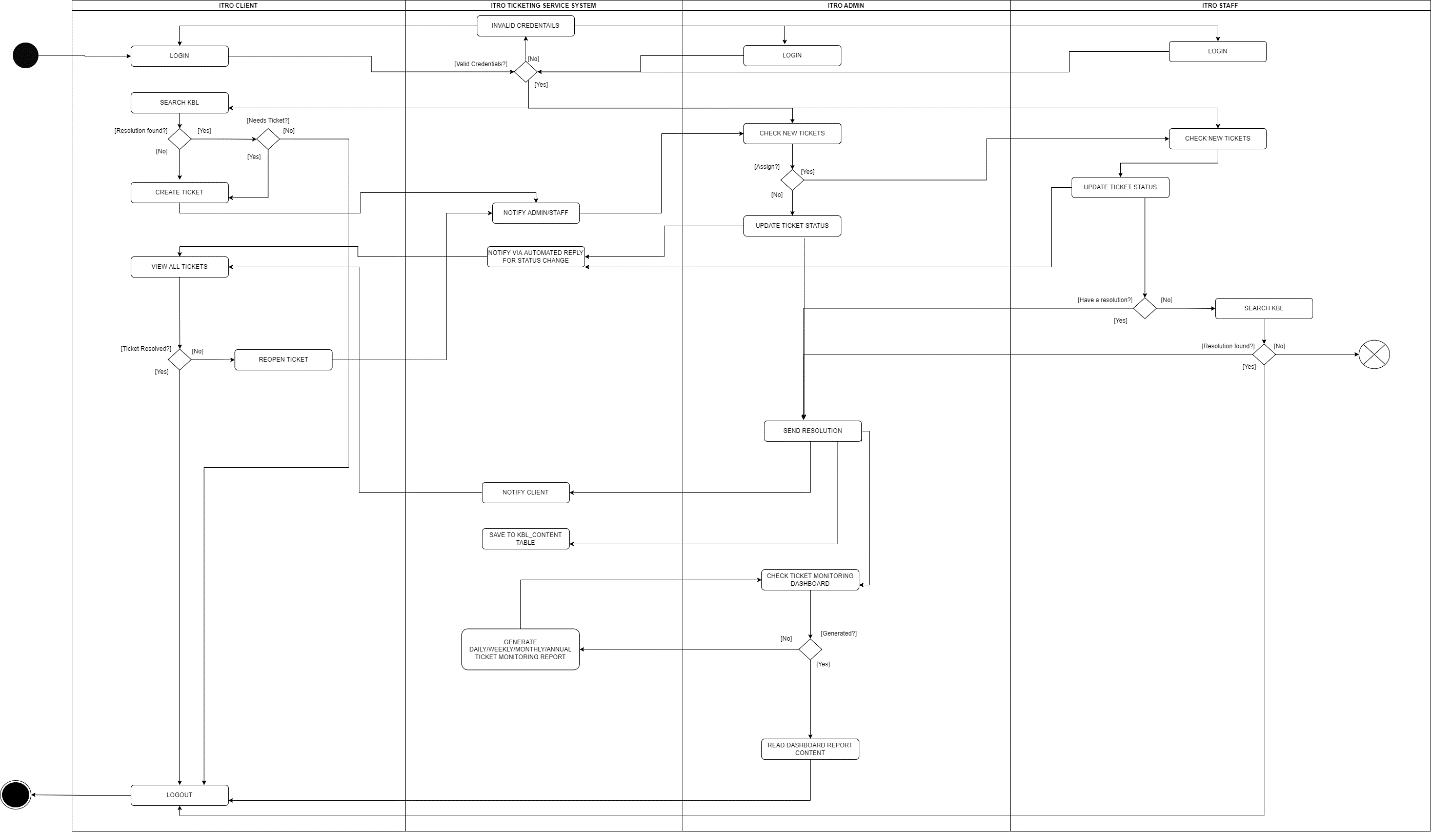 ITRO CLIENT
ITRO TICKETING SERVICE SYSTEM
ITRO ADMIN
ITRO STAFF
INVALID CREDENTAILS
LOGIN
LOGIN
LOGIN
[No]
[Valid Credentials?]
[Yes]
SEARCH KBL
[Needs Ticket?]
[Resolution found?]
[Yes]
[No]
CHECK NEW TICKETS
CHECK NEW TICKETS
[No]
[Yes]
[Assign?]
[Yes]
[No]
CREATE TICKET
UPDATE TICKET STATUS
NOTIFY ADMIN/STAFF
UPDATE TICKET STATUS
NOTIFY VIA AUTOMATED REPLY
FOR STATUS CHANGE
VIEW ALL TICKETS
[Have a resolution?]
[No]
SEARCH KBL
[Yes]
[Ticket Resolved?]
[No]
REOPEN TICKET
[Yes]
[Resolution found?]
[No]
[Yes]
SEND RESOLUTION
NOTIFY CLIENT
SAVE TO KBL_CONTENT
TABLE
CHECK TICKET MONITORING
DASHBOARD
GENERATE
DAILY/WEEKLY/MONTHLY/ANNUAL
TICKET MONITORING REPORT
[No]
[Generated?]
[Yes]
READ DASHBOARD REPORT
CONTENT
LOGOUT